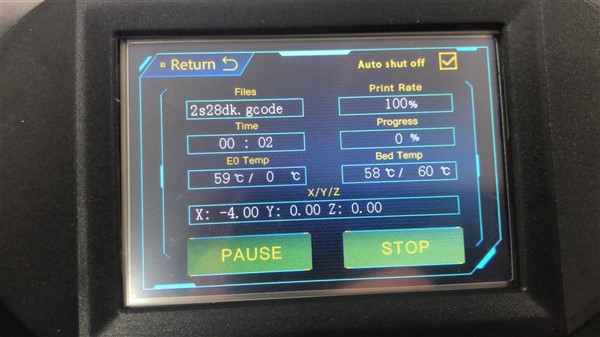 Return
Auto shut off
Files
Print Rate
2s28dk.gcode
100%
Time
Progress
00 : 02
0 %
E0 Temp
Bed Temp
59℃/ 0 ℃
58℃/ 60℃
X/Y/Z
X: -4.00 Y: 0.00 Z: 0.00
PAUSE
STOP